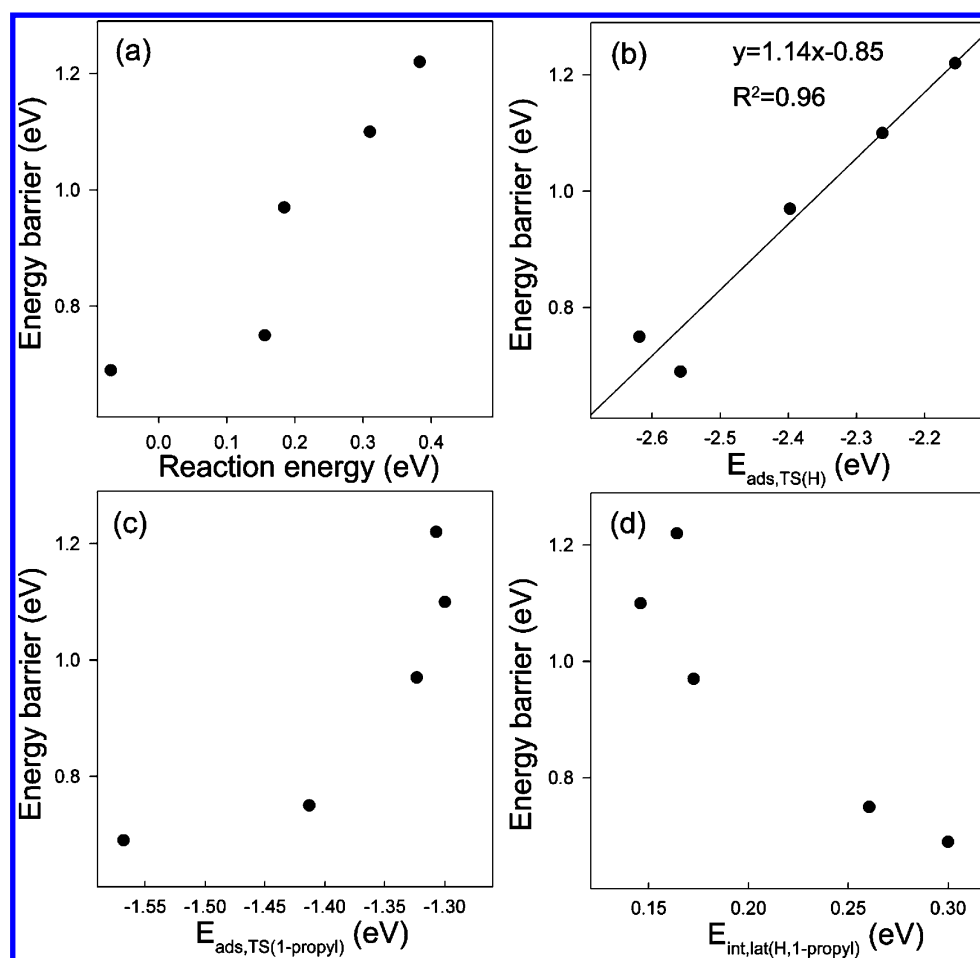 (a)
Energy barrier (eV)
1.2
1.0
0.8
0.0 0.1 0.2 0.3 0.4
Reaction energy (eV)
(b)
y=1.14x-0.85
R²=0.96
Energy barrier (eV)
1.2
1.0
0.8
-2.6 -2.5 -2.4 -2.3 -2.2
E_ads,TS(H) (eV)
(c)
Energy barrier (eV)
1.2
1.0
0.8
-1.55 -1.50 -1.45 -1.40 -1.35 -1.30
E_ads,TS(1-propyl) (eV)
(d)
Energy barrier (eV)
1.2
1.0
0.8
0.15 0.20 0.25 0.30
E_int,lat(H,1-propyl) (eV)